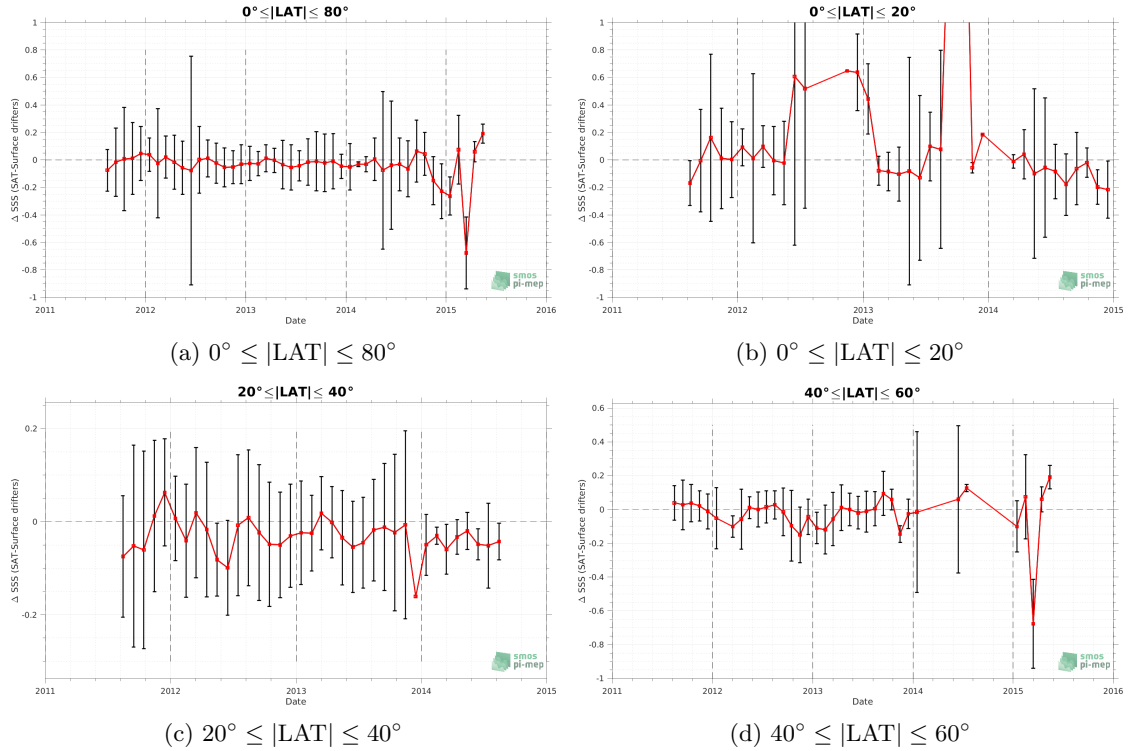 0°≤|LAT|≤ 80°
1
0.8
0.6
0.4
0.2
0
-0.2
-0.4
-0.6
-0.8
-1
Δ SSS (SAT-Surface drifters)
2011 2012 2013 2014 2015 2016
Date
smos
pi-mep
(a) 0° ≤ |LAT| ≤ 80°
0°≤|LAT|≤ 20°
1
0.8
0.6
0.4
0.2
0
-0.2
-0.4
-0.6
-0.8
-1
Δ SSS (SAT-Surface drifters)
2011 2012 2013 2014 2015
Date
smos
pi-mep
(b) 0° ≤ |LAT| ≤ 20°
20°≤|LAT|≤ 40°
0.2
0
-0.2
Δ SSS (SAT-Surface drifters)
2011 2012 2013 2014 2015
Date
smos
pi-mep
(c) 20° ≤ |LAT| ≤ 40°
40°≤|LAT|≤ 60°
0.6
0.4
0.2
0
-0.2
-0.4
-0.6
-0.8
-1
Δ SSS (SAT-Surface drifters)
2011 2012 2013 2014 2015 2016
Date
smos
pi-mep
(d) 40° ≤ |LAT| ≤ 60°